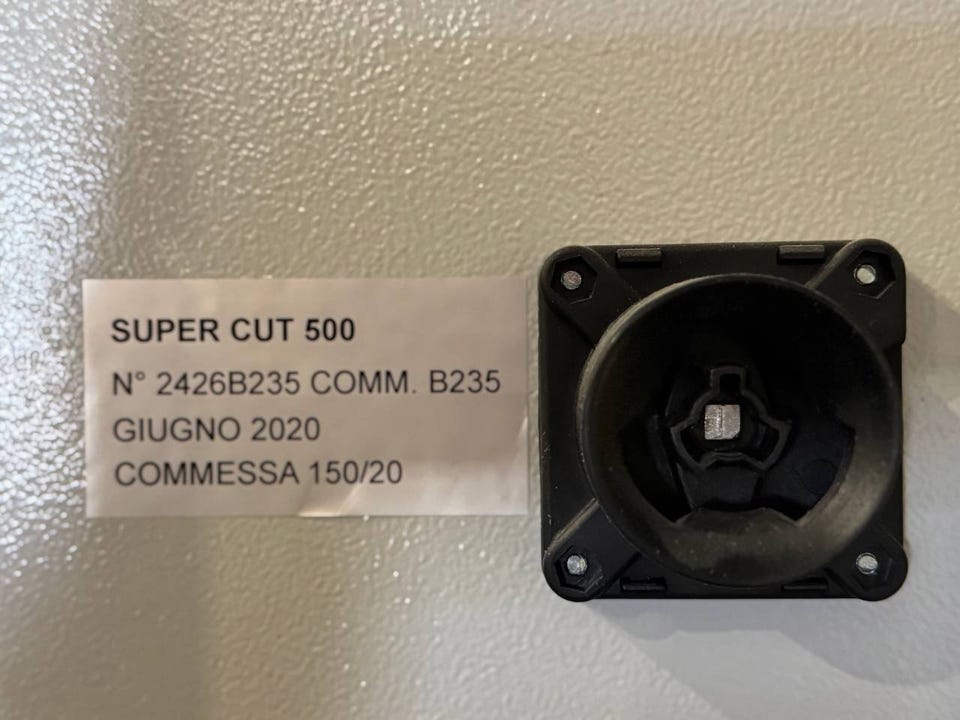 SUPER CUT 500
N° 2426B235 COMM. B235
GIUGNO 2020
COMMESSA 150/20